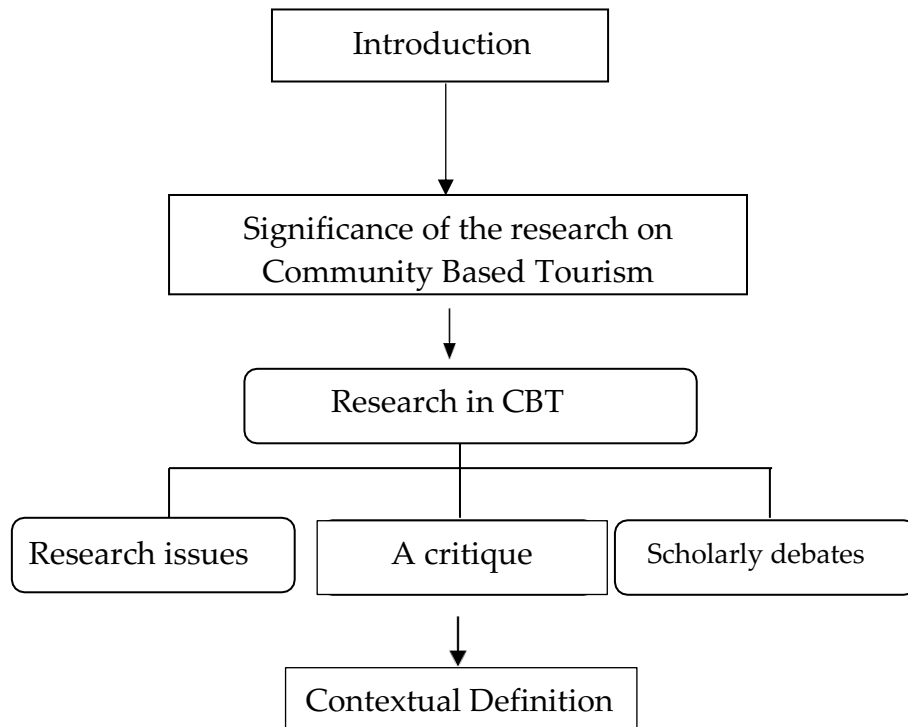 Introduction
Significance of the research on
Community Based Tourism
Research in CBT
Research issues
A critique
Scholarly debates
Contextual Definition